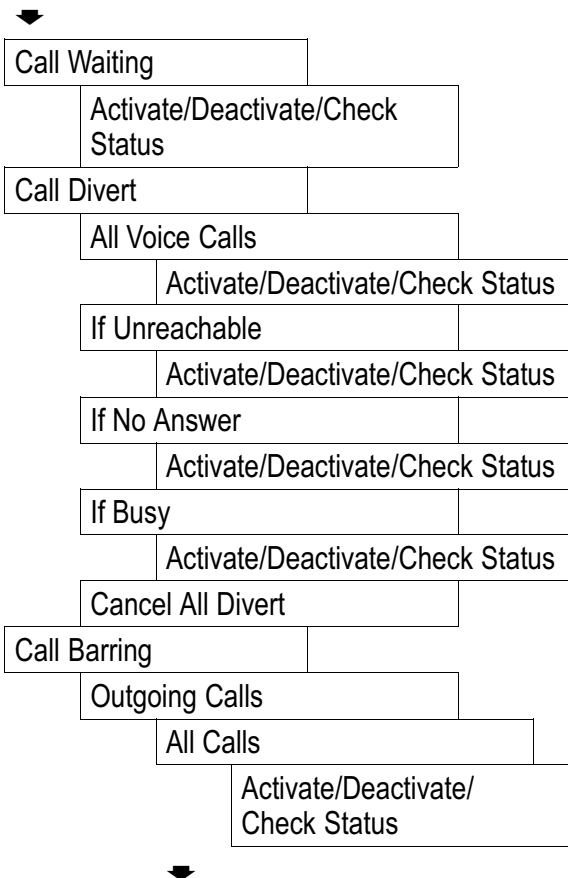 Call Waiting
Activate/Deactivate/Check
Status
Call Divert
All Voice Calls
Activate/Deactivate/Check Status
If Unreachable
Activate/Deactivate/Check Status
If No Answer
Activate/Deactivate/Check Status
If Busy
Activate/Deactivate/Check Status
Cancel All Divert
Call Barring
Outgoing Calls
All Calls
Activate/Deactivate/
Check Status